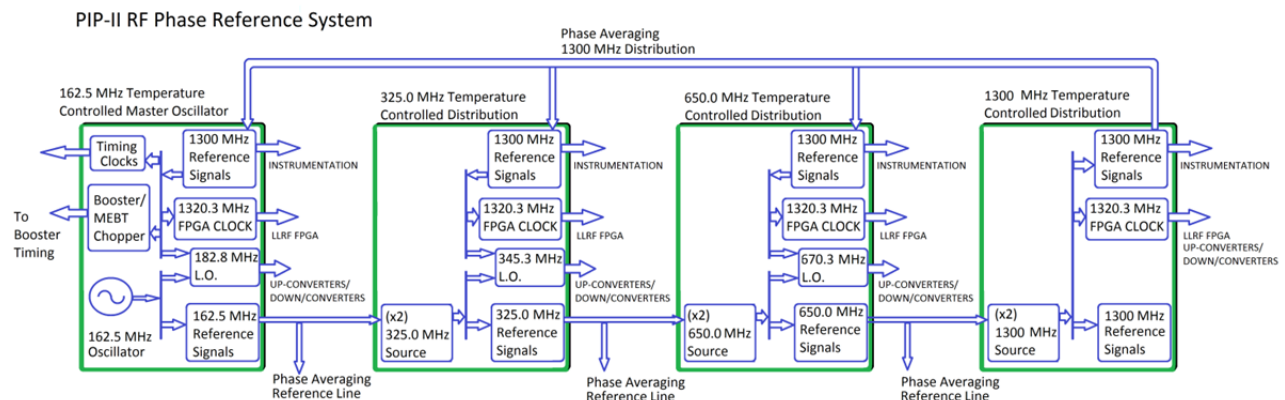 PIP-II RF Phase Reference System
Phase Averaging
1300 MHz Distribution
162.5 MHz Temperature
Controlled Master Oscillator
Timing
Clocks
1300 MHz
Reference
Signals
INSTRUMENTATION
Booster/
MEBT
Chopper
To
Booster
Timing
1320.3 MHz
FPGA CLOCK
LLRF FPGA
182.8 MHz
L.O.
UP-CONVERTERS/
DOWN/CONVERTERS
162.5 MHz
Oscillator
162.5 MHz
Reference
Signals
Phase Averaging
Reference Line
325.0 MHz Temperature
Controlled Distribution
1300 MHz
Reference
Signals
INSTRUMENTATION
1320.3 MHz
FPGA CLOCK
LLRF FPGA
345.3 MHz
L.O.
UP-CONVERTERS/
DOWN/CONVERTERS
(x2)
325.0 MHz
Source
325.0 MHz
Reference
Signals
Phase Averaging
Reference Line
650.0 MHz Temperature
Controlled Distribution
1300 MHz
Reference
Signals
INSTRUMENTATION
1320.3 MHz
FPGA CLOCK
LLRF FPGA
670.3 MHz
L.O.
UP-CONVERTERS/
DOWN/CONVERTERS
(x2)
650.0 MHz
Source
650.0 MHz
Reference
Signals
Phase Averaging
Reference Line
1300 MHz Temperature
Controlled Distribution
1300 MHz
Reference
Signals
INSTRUMENTATION
1320.3 MHz
FPGA CLOCK
LLRF FPGA
UP-CONVERTERS/
DOWN/CONVERTERS
(x2)
1300 MHz
Source
1300 MHz
Reference
Signals